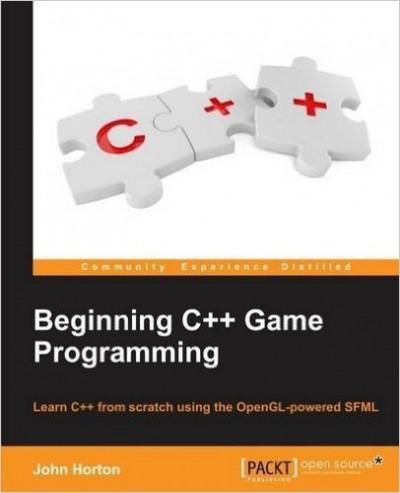 C + +
Community Experience Distilled
Beginning C++ Game
Programming
Learn C++ from scratch using the OpenGL-powered SFML
John Horton
[PACKT] open source*
PUBLISHING